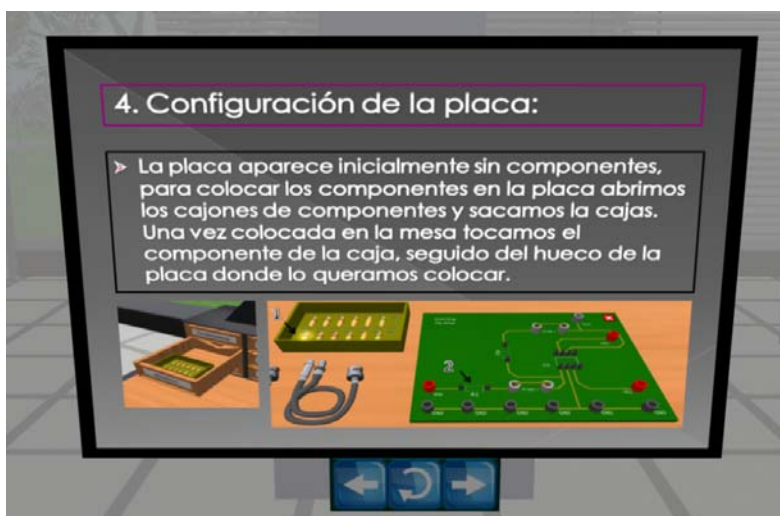 4. Configuración de la placa:
La placa aparece inicialmente sin componentes,
para colocar los componentes en la placa abrimos
los cajones de componentes y sacamos la cajas.
Una vez colocada en la mesa tocamos el
componente de la caja, seguido del hueco de la
placa donde lo queramos colocar.
1
2